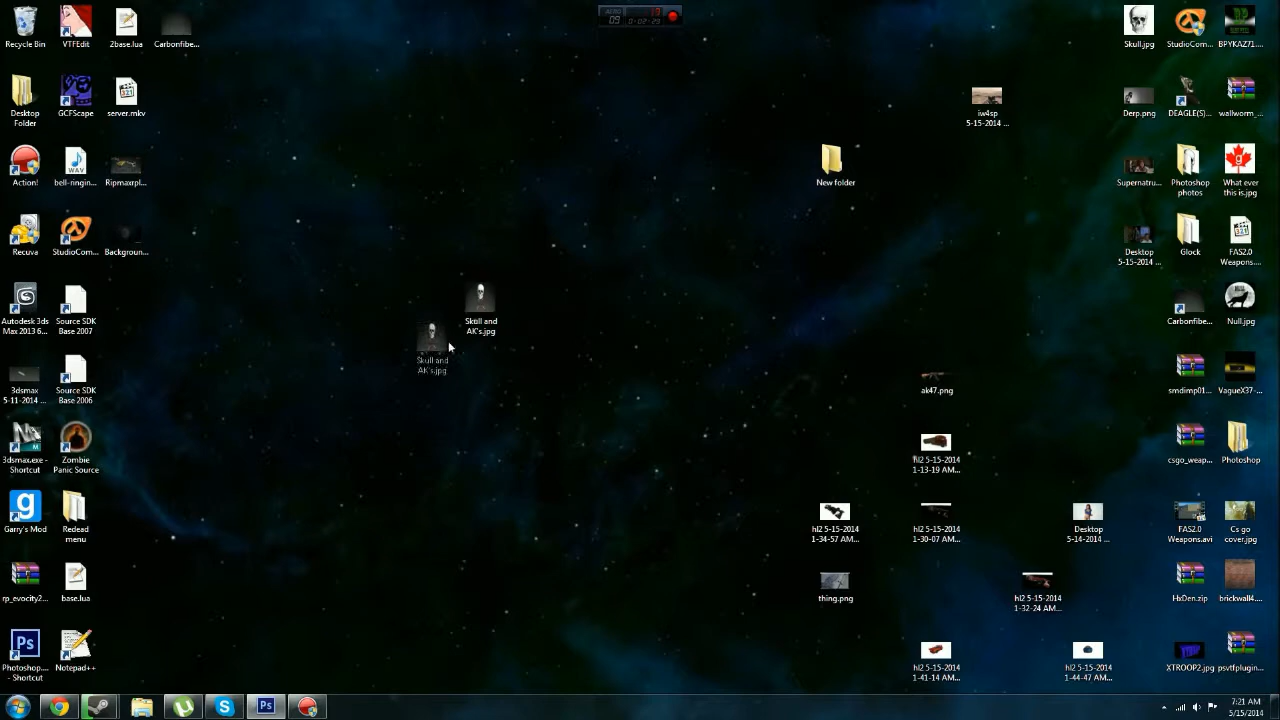 Recycle Bin
VTFEdit
2base.lua
Carbonfibe...
Desktop
Folder
GCFScape
server.mkv
Action!
bell-ringin...
Ripmaxrpl...
Recuva
StudioCom...
Backgroun...
Autodesk 3ds
Max 2013 6...
Source SDK
Base 2007
3dsmax
5-11-2014 ...
Source SDK
Base 2006
3dsmax.exe -
Shortcut
Zombie
Panic Source
Garry's Mod
Redead
menu
rp_evocity2...
base.lua
Photoshop....
- Shortcut
Notepad++
09
0:02:23
Skull and
AK's.jpg
Skull and
AK's.jpg
iw4sp
5-15-2014 ...
New folder
ak47.png
hl2 5-15-2014
1-13-19 AM...
hl2 5-15-2014
1-34-57 AM...
hl2 5-15-2014
1-30-07 AM...
Desktop
5-14-2014 ...
thing.png
hl2 5-15-2014
1-32-24 AM...
hl2 5-15-2014
1-41-14 AM...
hl2 5-15-2014
1-44-47 AM...
Skull.jpg
StudioCom...
BPYKAZ71....
Derp.png
DEAGLE(S)...
wallworm_...
Supernatru...
Photoshop
photos
What ever
this is.jpg
Desktop
5-15-2014 ...
Glock
FAS2.0
Weapons....
Carbonfibe...
Null.jpg
smdimp01...
VagueX37-...
csgo_weap...
Photoshop
FAS2.0
Weapons.avi
Cs go
cover.jpg
HxDen.zip
brickwall4....
XTROOP2.jpg
psvtfplugin...
7:21 AM
5/15/2014